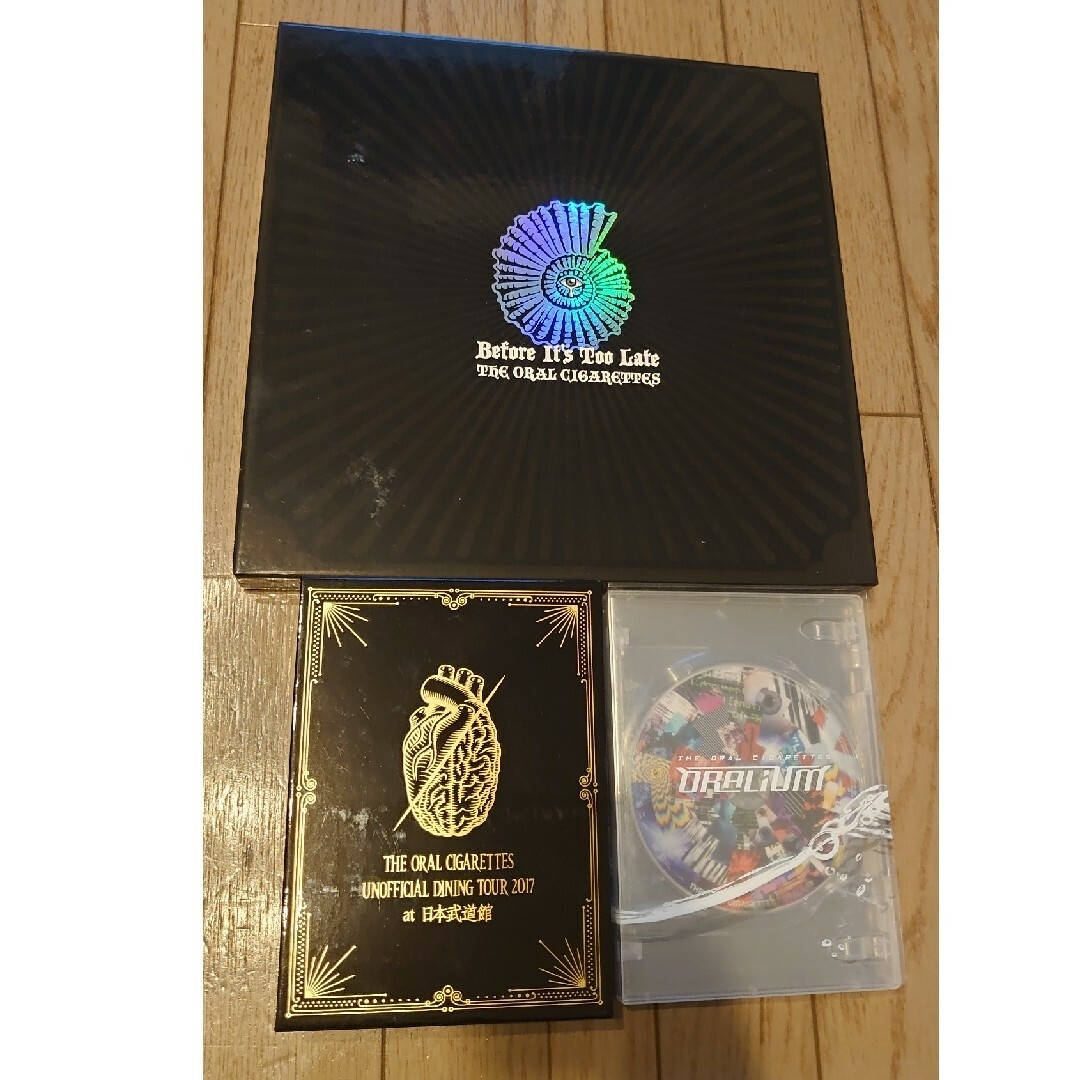 Before It's Too Late
THE ORAL CIGARETTES
THE ORAL CIGARETTES
UNOFFICIAL DINING TOUR 2017
at 日本武道館
THE ORAL CIGARETTES
ORALIUM